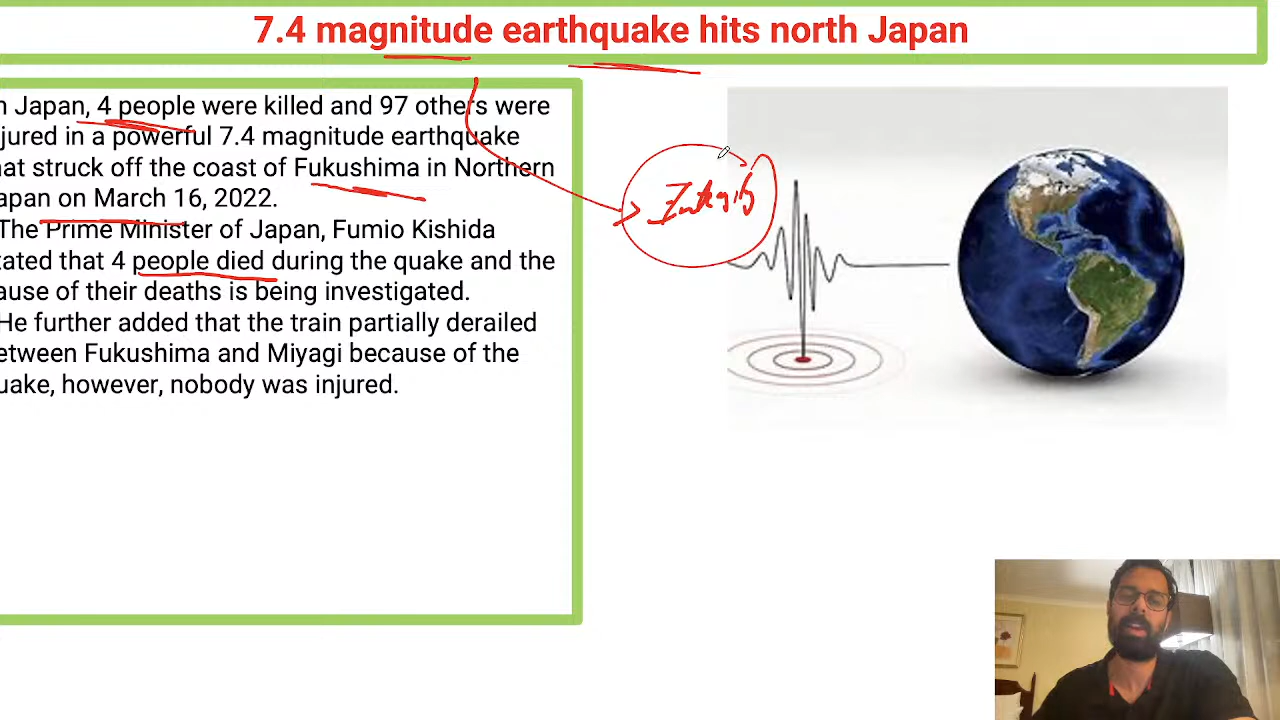 7.4 magnitude earthquake hits north Japan
n Japan, 4 people were killed and 97 others were
jured in a powerful 7.4 magnitude earthquake
hat struck off the coast of Fukushima in Northern
apan on March 16, 2022.
The Prime Minister of Japan, Fumio Kishida
tated that 4 people died during the quake and the
ause of their deaths is being investigated.
He further added that the train partially derailed
etween Fukushima and Miyagi because of the
uake, however, nobody was injured.